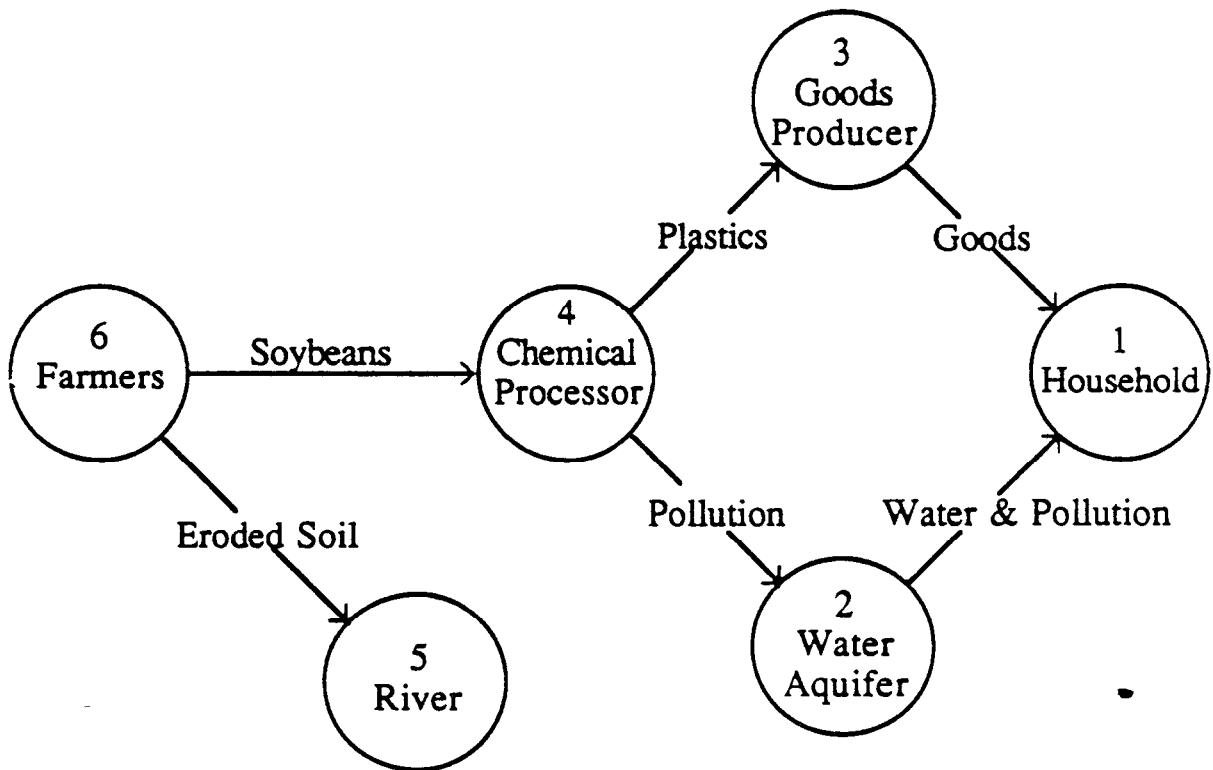 3
Goods
Producer
Plastics
Goods
6
Farmers
Soybeans
4
Chemical
Processor
1
Household
Eroded Soil
Pollution
Water & Pollution
5
River
2
Water
Aquifer